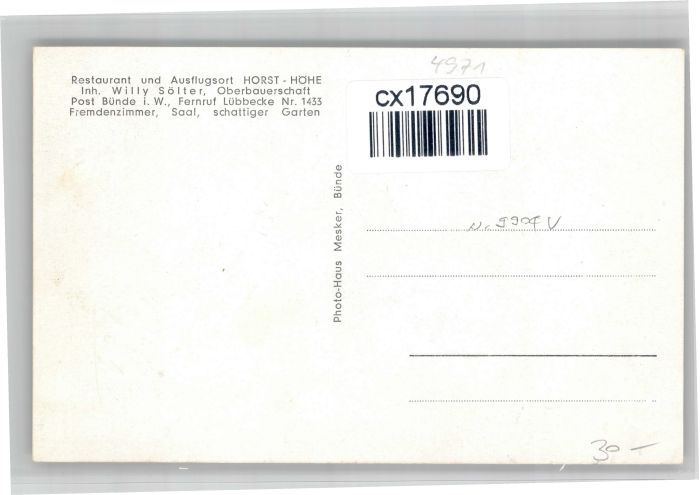 Restaurant und Ausflugsort HORST-HÖHE
Inh. Willy Sölter, Oberbauerschaft
Post Bünde i. W., Fernruf Lübbecke Nr. 1433
Fremdenzimmer, Saal, schattiger Garten
4971
cx17690
Photo-Haus Mesker, Bünde
30 —